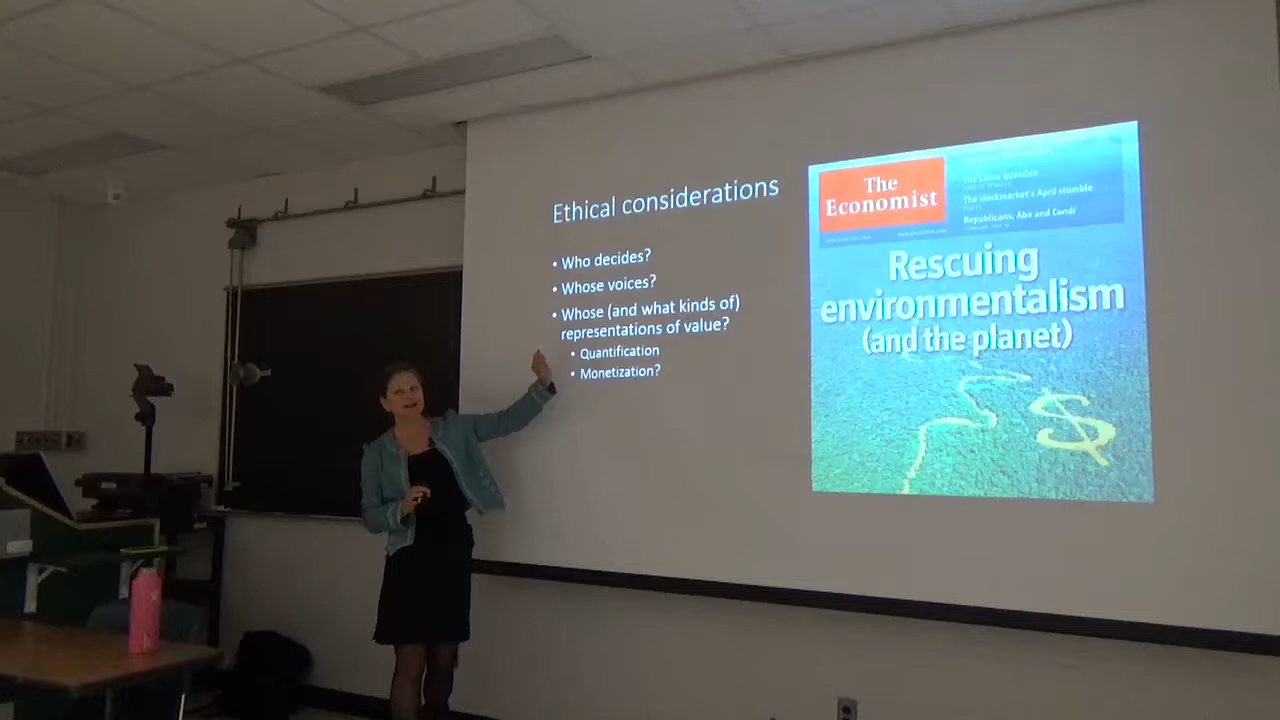 Ethical considerations
• Who decides?
• Whose voices?
• Whose (and what kinds of)
representations of value?
• Quantification
• Monetization?
The
Economist
The China question
The stockmarket's April stumble
Republicans, Abe and Condi
Rescuing
environmentalism
(and the planet)
$